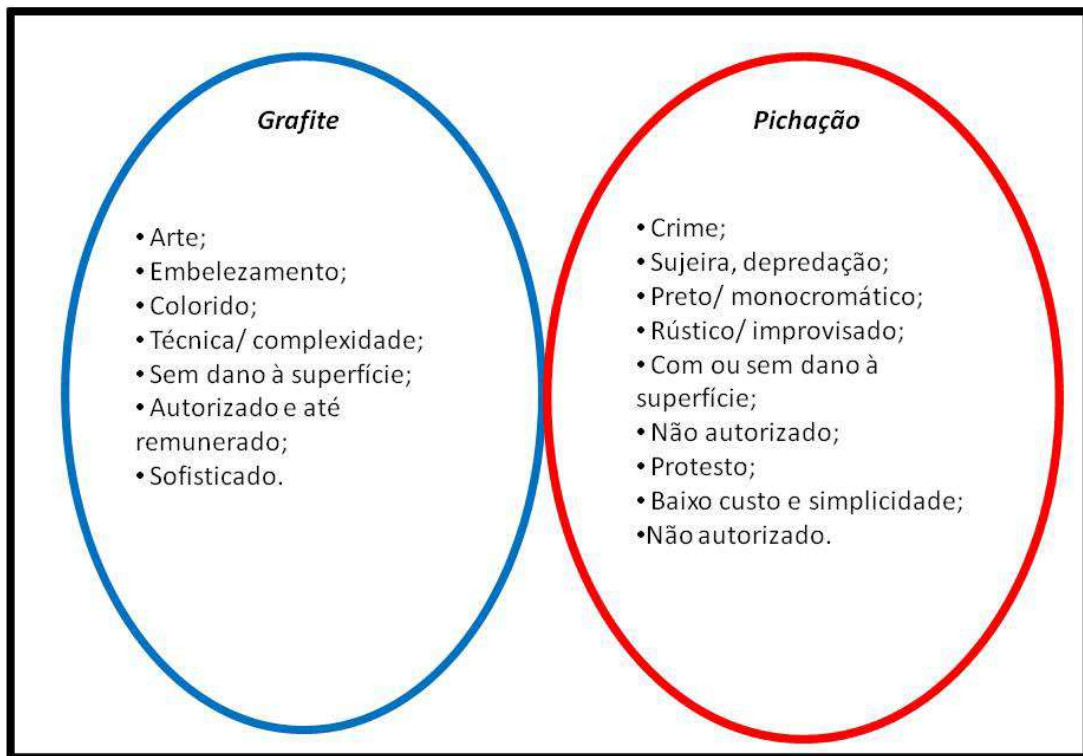 Grafite
• Arte;
• Embelezamento;
• Colorido;
• Técnica/ complexidade;
• Sem dano à superfície;
• Autorizado e até
remunerado;
• Sofisticado.
Pichação
• Crime;
• Sujeira, depredação;
• Preto/ monocromático;
• Rústico/ improvisado;
• Com ou sem dano à
superfície;
• Não autorizado;
• Protesto;
• Baixo custo e simplicidade;
•Não autorizado.